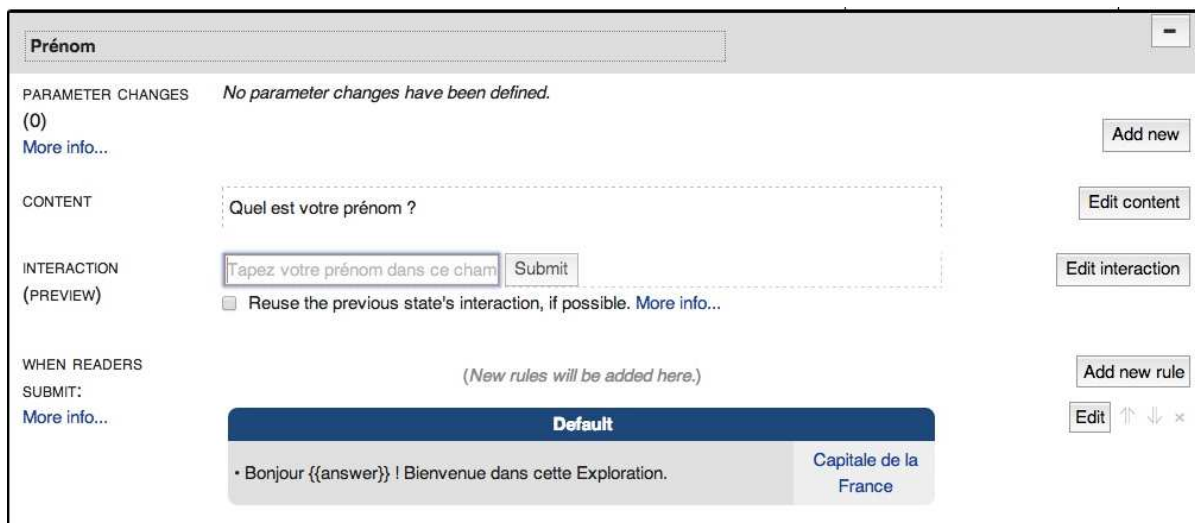 Prénom
-
PARAMETER CHANGES
(0)
More info...
No parameter changes have been defined.
Add new
CONTENT
Quel est votre prénom ?
Edit content
INTERACTION
(PREVIEW)
Tapez votre prénom dans ce cham
Submit
Edit interaction
Reuse the previous state's interaction, if possible. More info...
WHEN READERS
SUBMIT:
More info...
(New rules will be added here.)
Add new rule
Default
Edit ⇑ ⇓ ×
• Bonjour {{answer}} ! Bienvenue dans cette Exploration.
Capitale de la
France